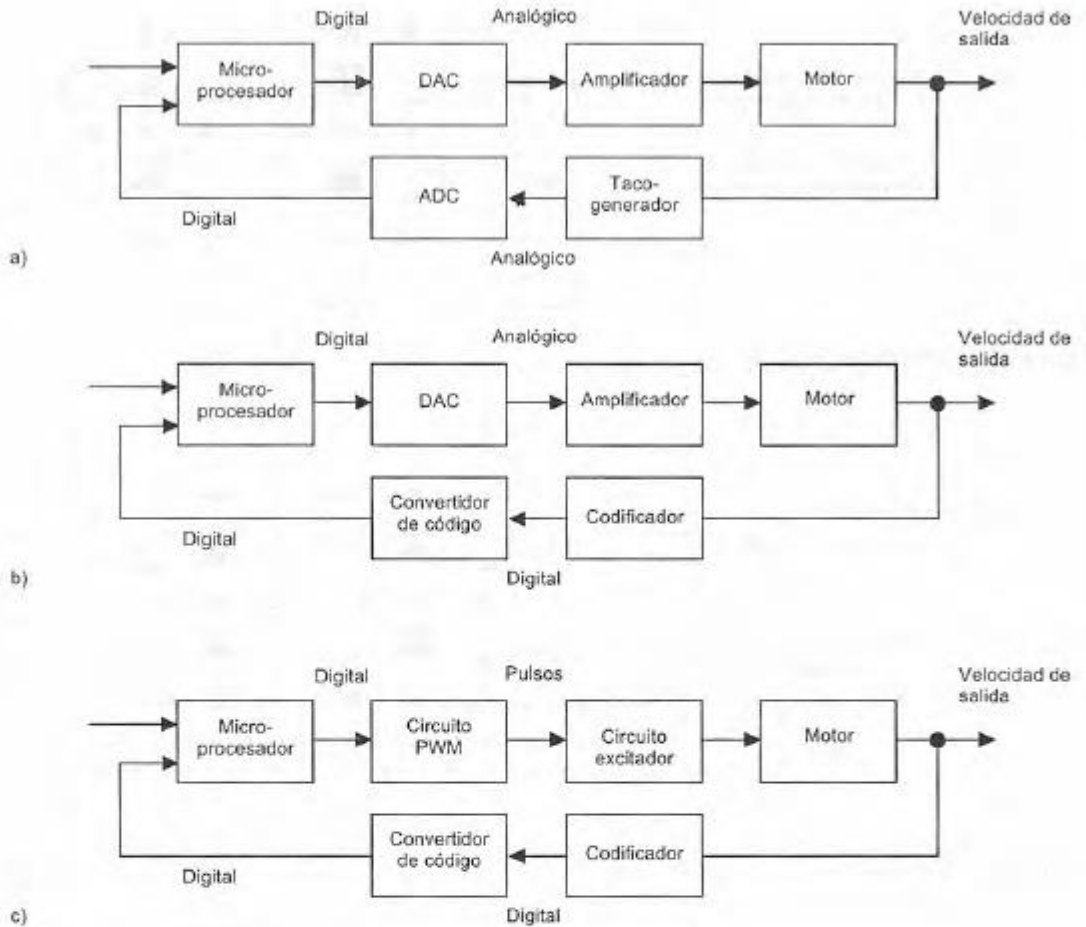 Digital
Analógico
Velocidad de
salida
Micro-
procesador
DAC
Amplificador
Motor
ADC
Taco-
generador
Digital
a)
Analógico
Digital
Analógico
Velocidad de
salida
Micro-
procesador
DAC
Amplificador
Motor
Convertidor
de código
Codificador
Digital
b)
Digital
Digital
Pulsos
Velocidad de
salida
Micro-
procesador
Circuito
PWM
Circuito
excitador
Motor
Convertidor
de código
Codificador
Digital
c)
Digital